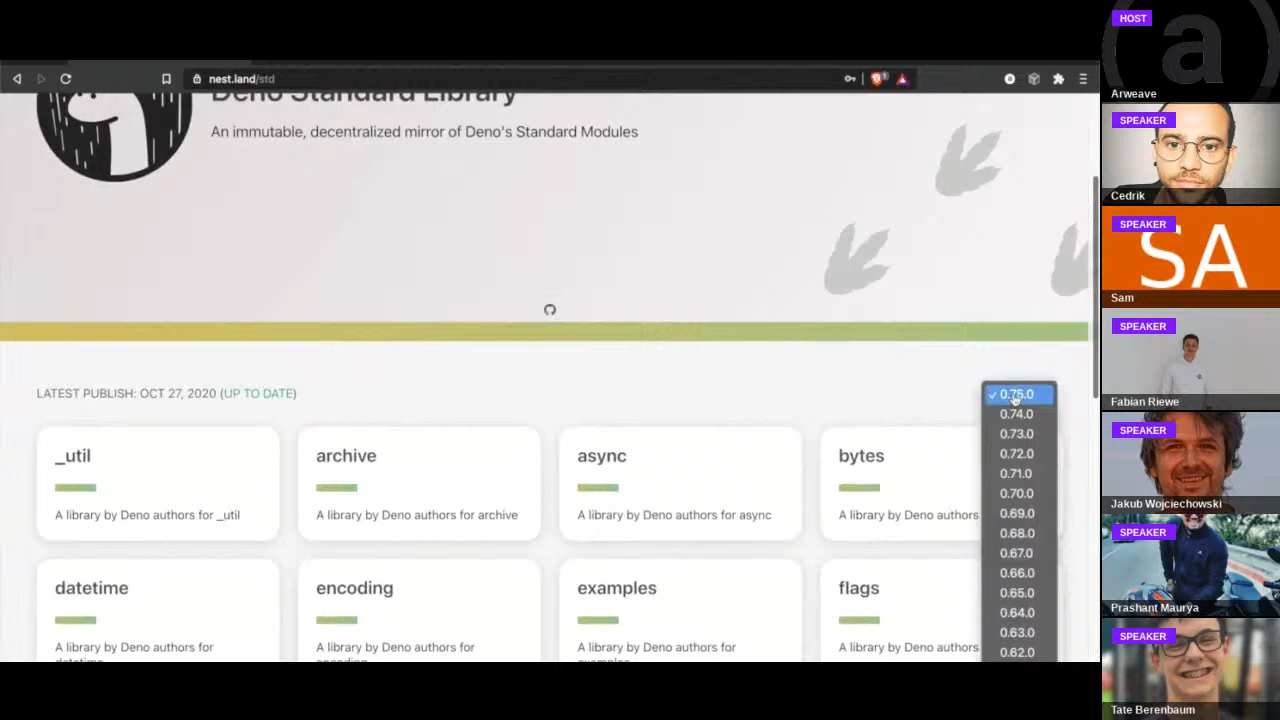 nest.land/std
Deno Standard Library
An immutable, decentralized mirror of Deno's Standard Modules
LATEST PUBLISH: OCT 27, 2020 (UP TO DATE)
✓ 0.75.0
0.74.0
0.73.0
0.72.0
0.71.0
0.70.0
0.69.0
0.68.0
0.67.0
0.66.0
0.65.0
0.64.0
0.63.0
0.62.0
_util
A library by Deno authors for _util
archive
A library by Deno authors for archive
async
A library by Deno authors for async
bytes
A library by Deno authors
datetime
A library by Deno authors for
datetime
encoding
A library by Deno authors for
encoding
examples
A library by Deno authors for
examples
flags
A library by Deno authors
HOST
a
Arweave
SPEAKER
Cedrik
SPEAKER
SA
Sam
SPEAKER
Fabian Riewe
SPEAKER
Jakub Wojciechowski
SPEAKER
Prashant Maurya
SPEAKER
Tate Berenbaum